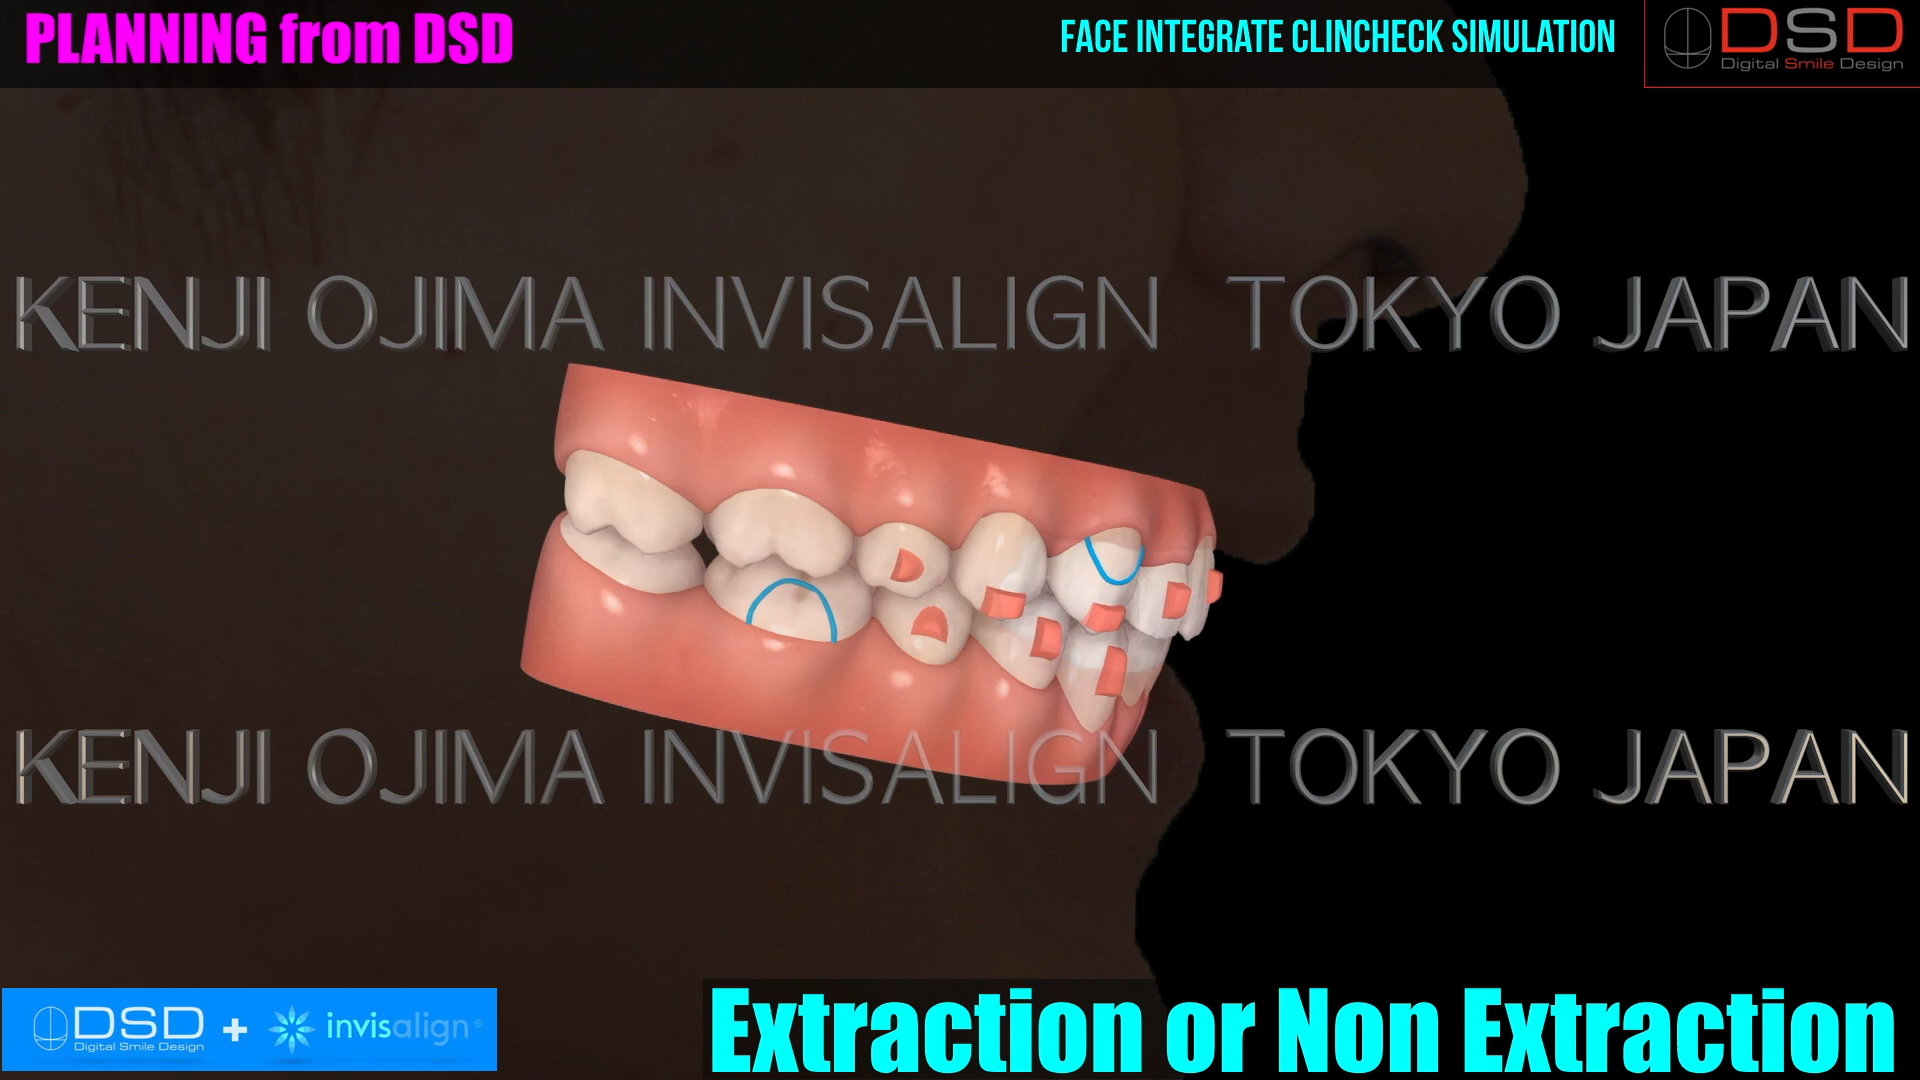 PLANNING from DSD
FACE INTEGRATE CLINCHECK SIMULATION
DSD
Digital Smile Design
KENJI OJIMA INVISALIGN TOKYO JAPAN
KENJI OJIMA INVISALIGN TOKYO JAPAN
DSD + invisalign®
Digital Smile Design
Extraction or Non Extraction